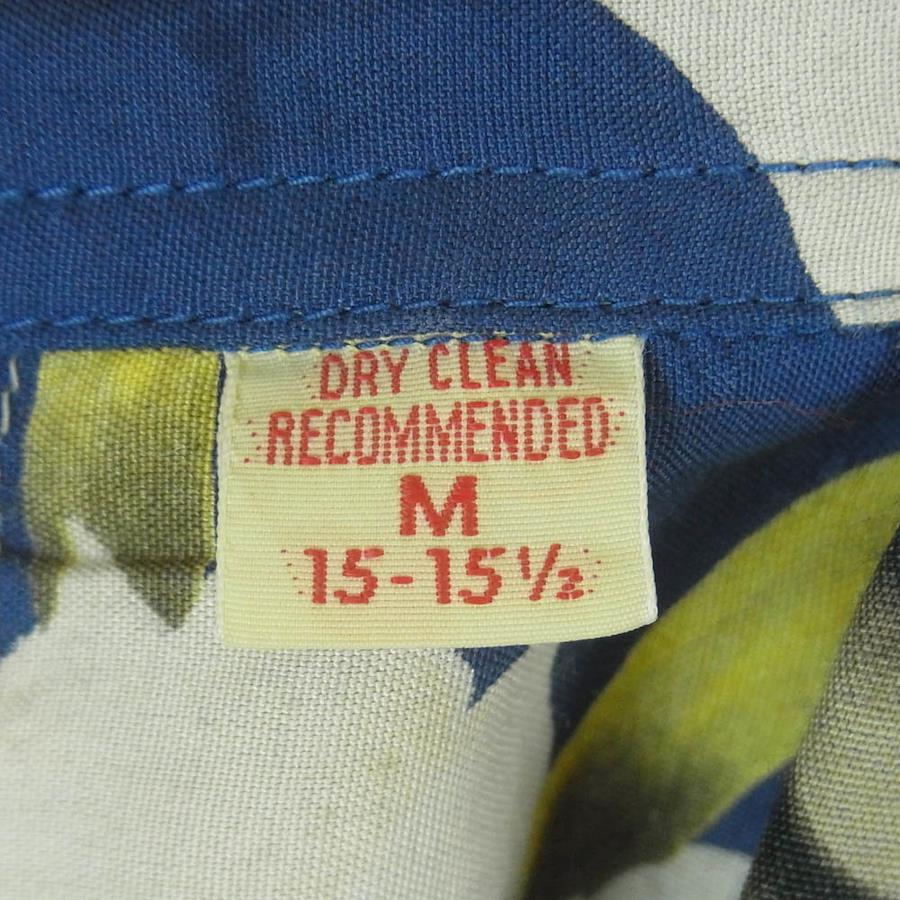 DRY CLEAN
RECOMMENDED
M
15-15½